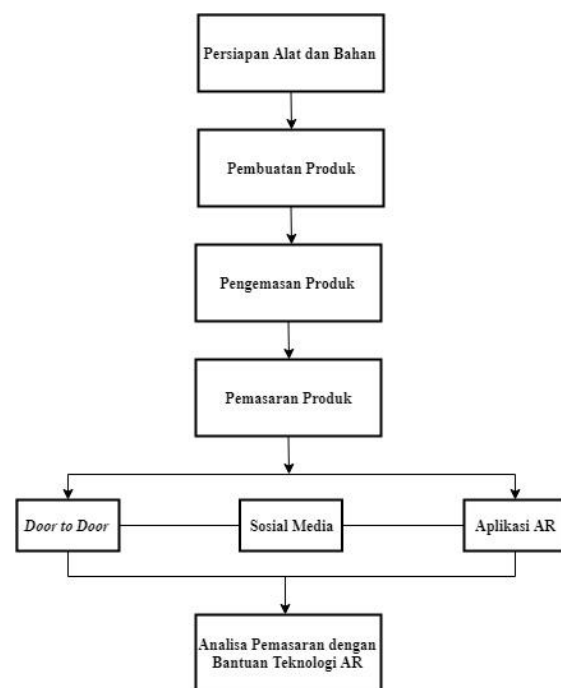 Persiapan Alat dan Bahan
Pembuatan Produk
Pengemasan Produk
Pemasaran Produk
Door to Door
Sosial Media
Aplikasi AR
Analisa Pemasaran dengan
Bantuan Teknologi AR